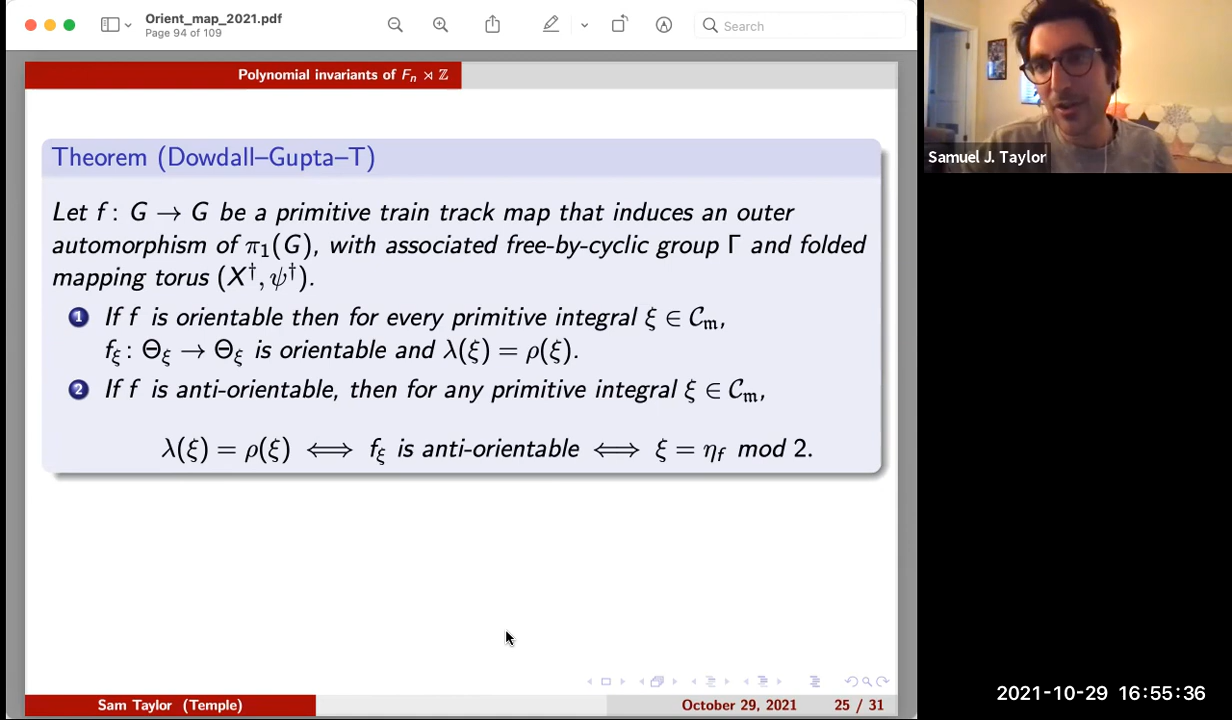 Orient_map_2021.pdf
Page 94 of 109
Search
Polynomial invariants of Fₙ ⋊ ℤ
Theorem (Dowdall–Gupta–T)
Let f : G → G be a primitive train track map that induces an outer
automorphism of π₁(G), with associated free-by-cyclic group Γ and folded
mapping torus (X†, ψ†).
1 If f is orientable then for every primitive integral ξ ∈ 𝒞ₘ,
f_ξ : Θ_ξ → Θ_ξ is orientable and λ(ξ) = ρ(ξ).
2 If f is anti-orientable, then for any primitive integral ξ ∈ 𝒞ₘ,
λ(ξ) = ρ(ξ) ⟺ f_ξ is anti-orientable ⟺ ξ = η_f mod 2.
Sam Taylor (Temple)
October 29, 2021
25 / 31
Samuel J. Taylor
2021-10-29 16:55:36